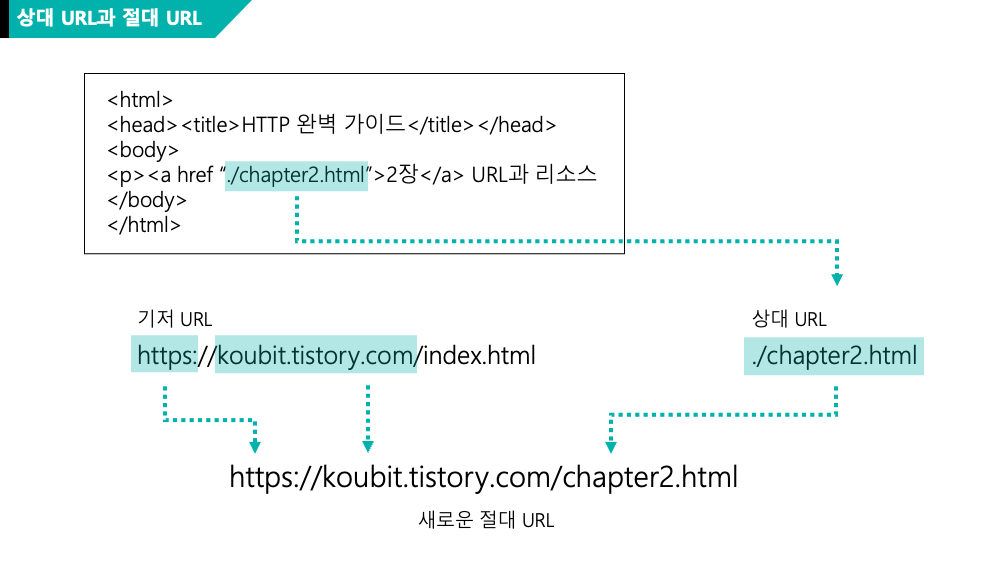 상대 URL과 절대 URL
<html>
<head><title>HTTP 완벽 가이드</title></head>
<body>
<p><a href “./chapter2.html”>2장</a> URL과 리소스
</body>
</html>
기저 URL
https://koubit.tistory.com/index.html
상대 URL
./chapter2.html
https://koubit.tistory.com/chapter2.html
새로운 절대 URL